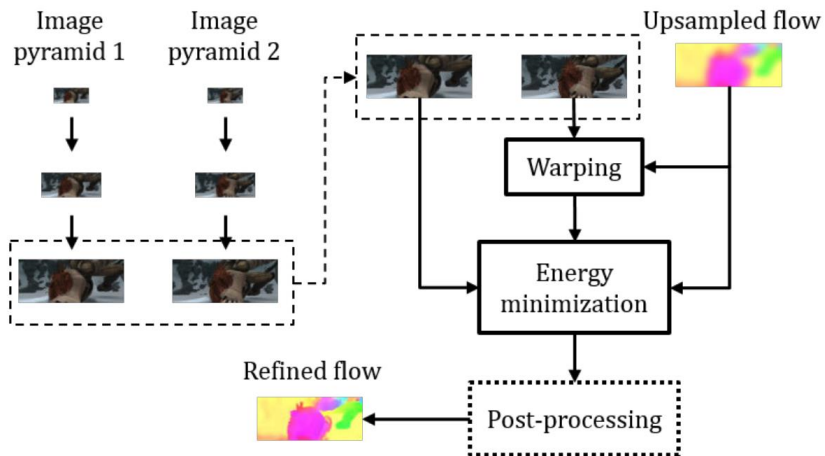 Image
pyramid 1
Image
pyramid 2
Upsampled flow
Warping
Energy
minimization
Refined flow
Post-processing